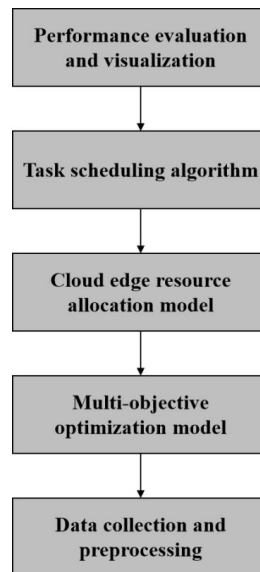 Performance evaluation
and visualization
Task scheduling algorithm
Cloud edge resource
allocation model
Multi-objective
optimization model
Data collection and
preprocessing